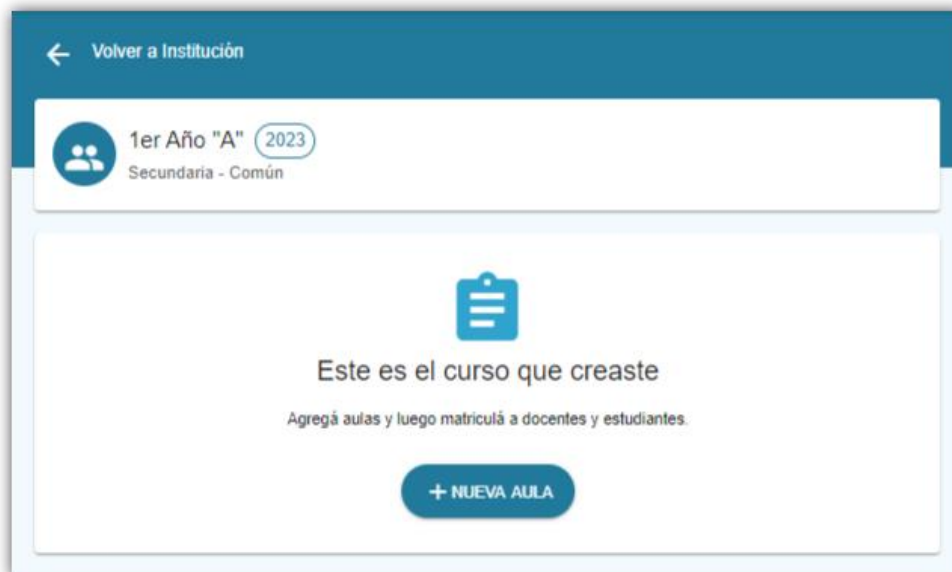 Volver a Institución
1er Año "A" 2023
Secundaria - Común
Este es el curso que creaste
Agregá aulas y luego matriculá a docentes y estudiantes.
+ NUEVA AULA